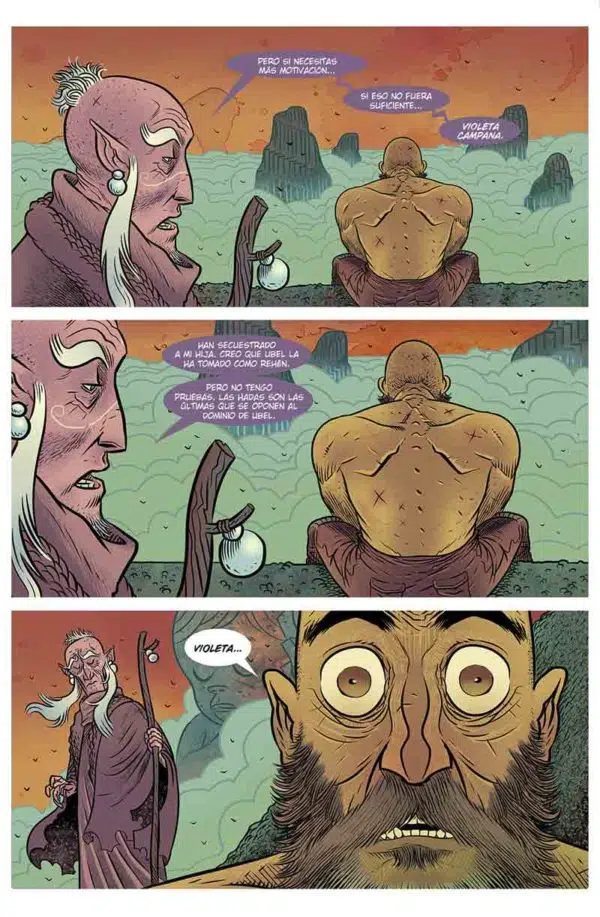 PERO SI NECESITAS
MÁS MOTIVACIÓN...
SI ESO NO FUERA
SUFICIENTE...
VIOLETA
CAMPANA.
HAN SECUESTRADO
A MI HIJA. CREO QUE UBEL LA
HA TOMADO COMO REHÉN.
PERO NO TENGO
PRUEBAS. LAS HADAS SON LAS
ÚLTIMAS QUE SE OPONEN AL
DOMINIO DE UBEL.
VIOLETA...